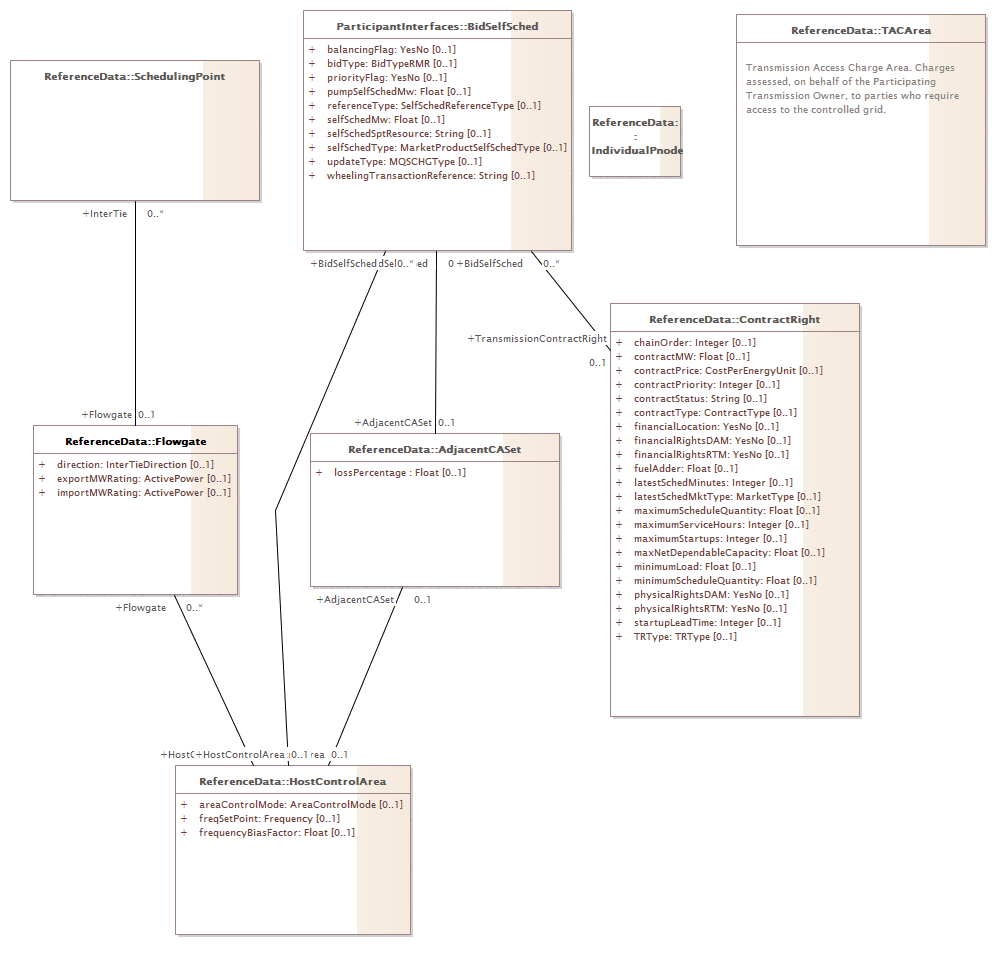 ReferenceData::SchedulingPoint
ParticipantInterfaces::BidSelfSched
+ balancingFlag: YesNo [0..1]
+ bidType: BidTypeRMR [0..1]
+ priorityFlag: YesNo [0..1]
+ pumpSelfSchedMw: Float [0..1]
+ referenceType: SelfSchedReferenceType [0..1]
+ selfSchedMw: Float [0..1]
+ selfSchedSptResource: String [0..1]
+ selfSchedType: MarketProductSelfSchedType [0..1]
+ updateType: MQSCHGType [0..1]
+ wheelingTransactionReference: String [0..1]
ReferenceData:
:
IndividualPnode
ReferenceData::TACArea
Transmission Access Charge Area. Charges
assessed, on behalf of the Participating
Transmission Owner, to parties who require
access to the controlled grid.
+InterTie 0..*
+BidSelfSched 0..*
+BidSelfSched 0..*
+TransmissionContractRight
0..1
ReferenceData::ContractRight
+ chainOrder: Integer [0..1]
+ contractMW: Float [0..1]
+ contractPrice: CostPerEnergyUnit [0..1]
+ contractPriority: Integer [0..1]
+ contractStatus: String [0..1]
+ contractType: ContractType [0..1]
+ financialLocation: YesNo [0..1]
+ financialRightsDAM: YesNo [0..1]
+ financialRightsRTM: YesNo [0..1]
+ fuelAdder: Float [0..1]
+ latestSchedMinutes: Integer [0..1]
+ latestSchedMktType: MarketType [0..1]
+ maximumScheduleQuantity: Float [0..1]
+ maximumServiceHours: Integer [0..1]
+ maximumStartups: Integer [0..1]
+ maxNetDependableCapacity: Float [0..1]
+ minimumLoad: Float [0..1]
+ minimumScheduleQuantity: Float [0..1]
+ physicalRightsDAM: YesNo [0..1]
+ physicalRightsRTM: YesNo [0..1]
+ startupLeadTime: Integer [0..1]
+ TRType: TRType [0..1]
+Flowgate 0..1
ReferenceData::Flowgate
+ direction: InterTieDirection [0..1]
+ exportMWRating: ActivePower [0..1]
+ importMWRating: ActivePower [0..1]
+AdjacentCASet 0..1
ReferenceData::AdjacentCASet
+ lossPercentage : Float [0..1]
+Flowgate 0..*
+AdjacentCASet 0..1
+HostControlArea 0..1
0..1
ReferenceData::HostControlArea
+ areaControlMode: AreaControlMode [0..1]
+ freqSetPoint: Frequency [0..1]
+ frequencyBiasFactor: Float [0..1]